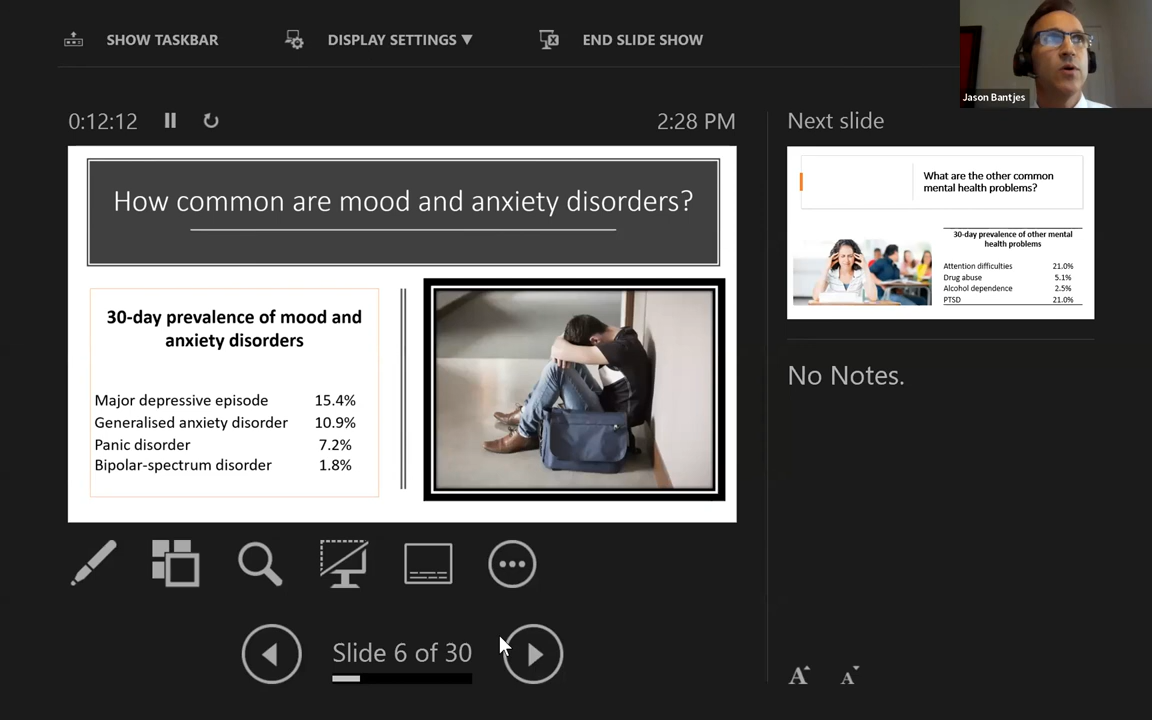 SHOW TASKBAR
DISPLAY SETTINGS ▼
END SLIDE SHOW
Jason Bantjes
0:12:12
2:28 PM
Next slide
How common are mood and anxiety disorders?
30-day prevalence of mood and
anxiety disorders
Major depressive episode 15.4%
Generalised anxiety disorder 10.9%
Panic disorder 7.2%
Bipolar-spectrum disorder 1.8%
What are the other common
mental health problems?
30-day prevalence of other mental
health problems
Attention difficulties 21.0%
Drug abuse 5.1%
Alcohol dependence 2.5%
PTSD 21.0%
No Notes.
Slide 6 of 30
A A